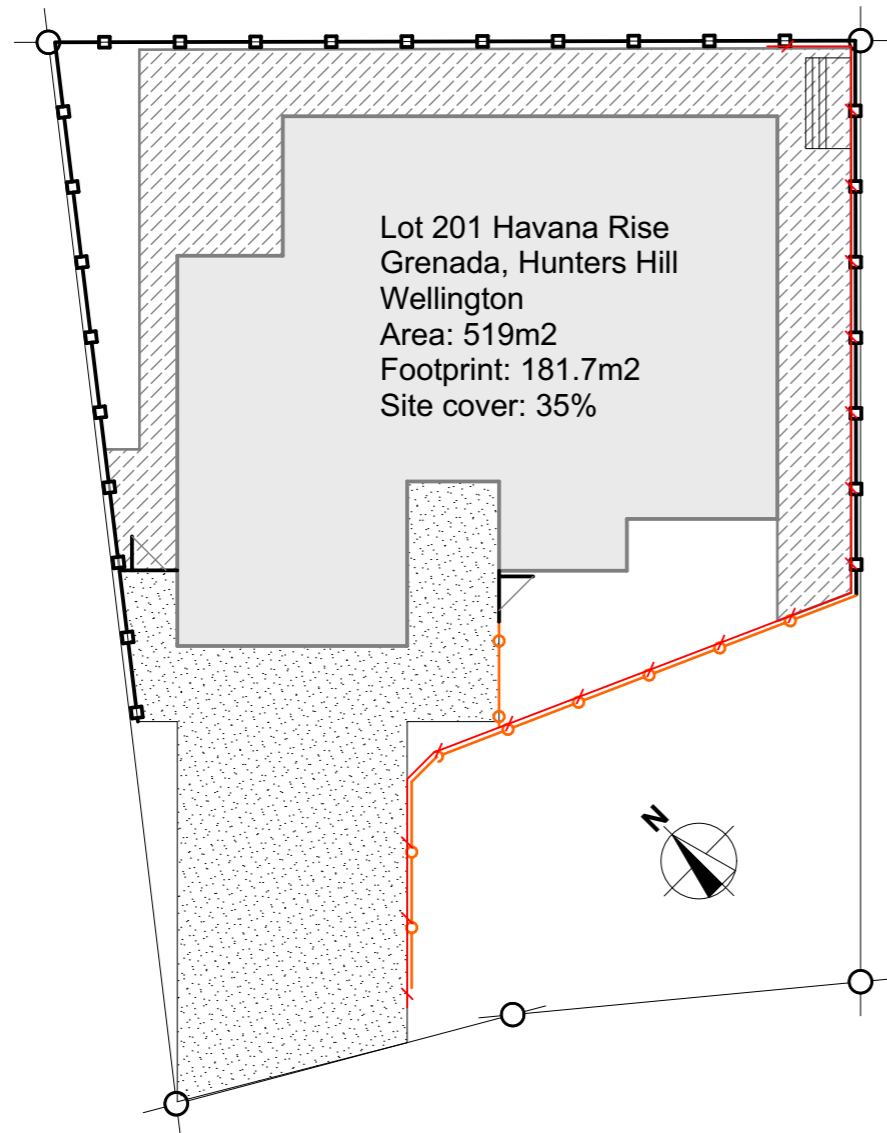 Lot 201 Havana Rise
Grenada, Hunters Hill
Wellington
Area: 519m2
Footprint: 181.7m2
Site cover: 35%
N